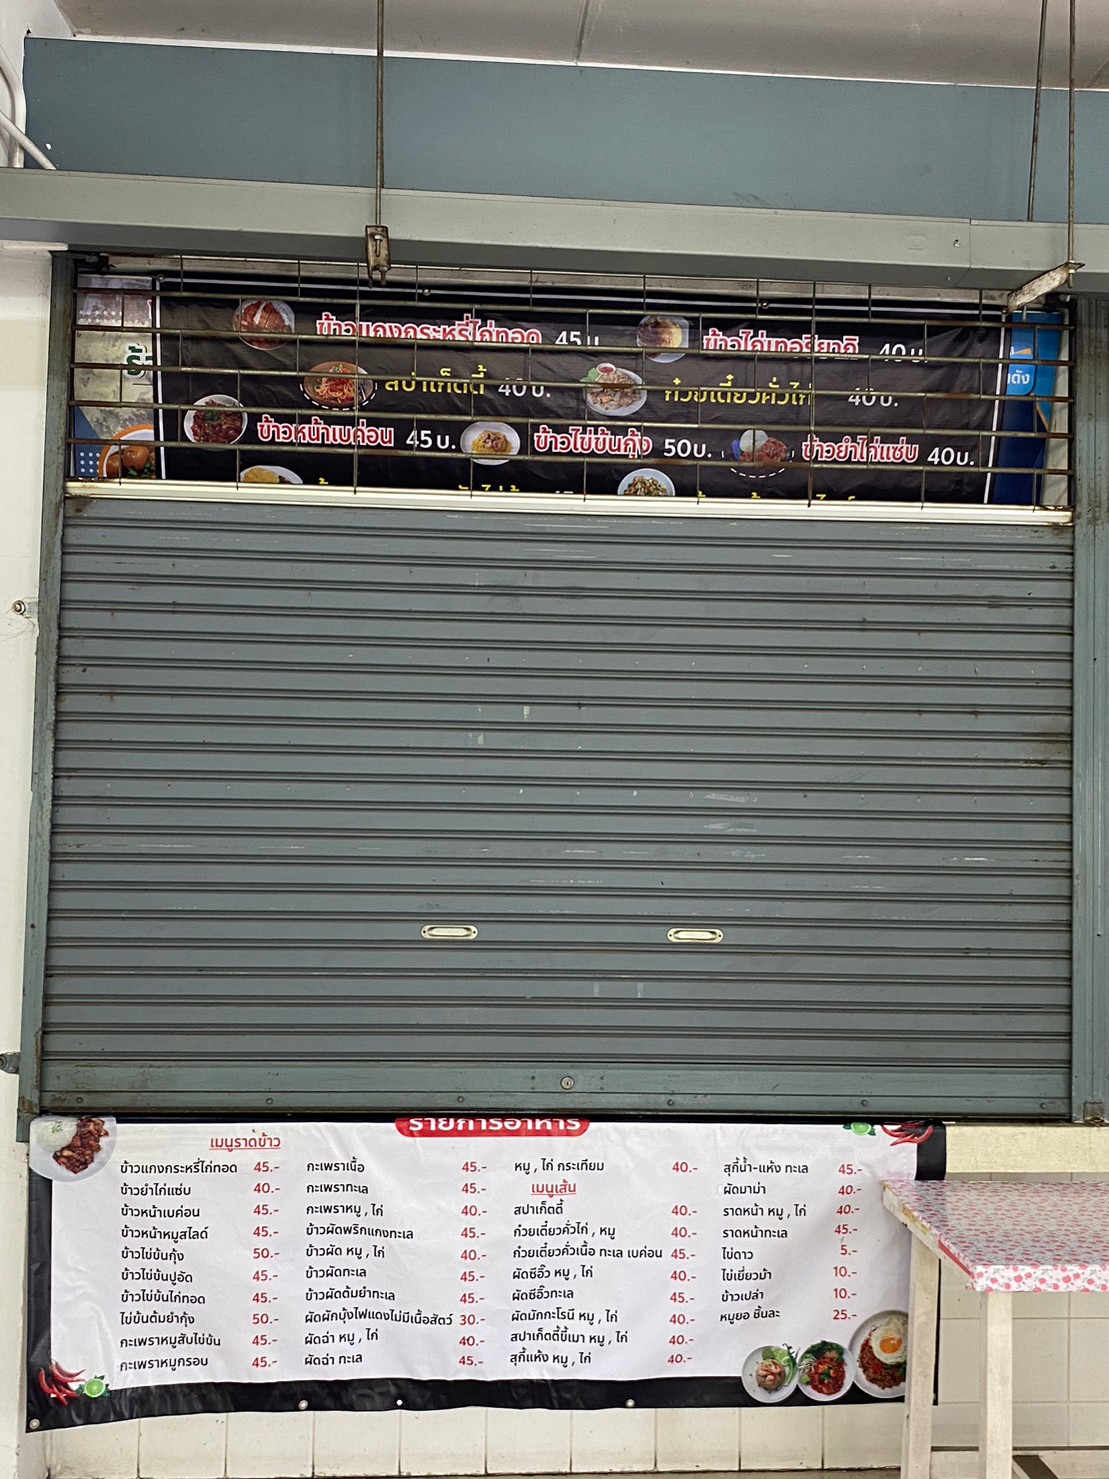 ข้าวแกงกระหรี่ไก่ทอด 45 บ.
ข้าวไก่เทอริยากิ 40 บ.
สปาเก็ตตี้ 40 บ.
ก๋วยเตี๋ยวคั่วไก่ 40 บ.
ข้าวหน้าเบค่อน 45 บ.
ข้าวไข่ข้นกุ้ง 50 บ.
ข้าวยำไก่แซ่บ 40 บ.
รายการอาหาร
เมนูราดข้าว
ข้าวแกงกระหรี่ไก่ทอด 45.-
ข้าวยำไก่แซ่บ 40.-
ข้าวหน้าเบค่อน 45.-
ข้าวหน้าหมูสไลด์ 45.-
ข้าวไข่ข้นกุ้ง 50.-
ข้าวไข่ข้นปูอัด 45.-
ข้าวไข่ข้นไก่ทอด 45.-
ไข่ข้นต้มยำกุ้ง 50.-
กะเพราหมูสับไข่ข้น 45.-
กะเพราหมูกรอบ 45.-
กะเพราเนื้อ 45.-
กะเพราทะเล 45.-
กะเพราหมู , ไก่ 40.-
ข้าวผัดพริกแกงทะเล 45.-
ข้าวผัด หมู , ไก่ 40.-
ข้าวผัดทะเล 45.-
ข้าวผัดต้มยำทะเล 45.-
ผัดผักบุ้งไฟแดงไม่มีเนื้อสัตว์ 30.-
ผัดฉ่า หมู , ไก่ 40.-
ผัดฉ่า ทะเล 45.-
หมู , ไก่ กระเทียม 40.-
เมนูเส้น
สปาเก็ตตี้ 40.-
ก๋วยเตี๋ยวคั่วไก่ , หมู 40.-
ก๋วยเตี๋ยวคั่วเนื้อ ทะเล เบค่อน 45.-
ผัดซีอิ๊ว หมู , ไก่ 40.-
ผัดซีอิ๊วทะเล 45.-
ผัดมักกะโรนี หมู , ไก่ 40.-
สปาเก็ตตี้ขี้เมา หมู , ไก่ 40.-
สุกี้แห้ง หมู , ไก่ 40.-
สุกี้น้ำ-แห้ง ทะเล 45.-
ผัดมาม่า 40.-
ราดหน้า หมู , ไก่ 40.-
ราดหน้าทะเล 45.-
ไข่ดาว 5.-
ไข่เยี่ยวม้า 10.-
ข้าวเปล่า 10.-
หมูยอ ชิ้นละ 25.-